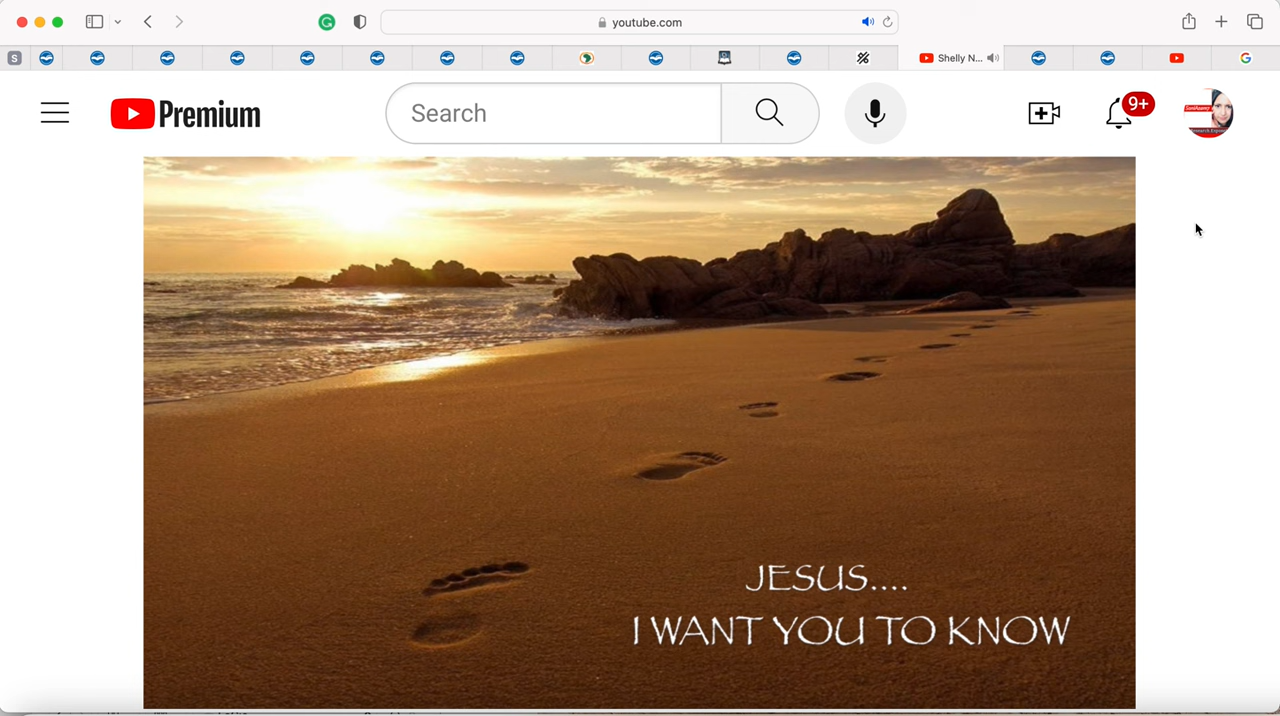 youtube.com
S
Shelly N...
Premium
Search
9+
JESUS....
I WANT YOU TO KNOW